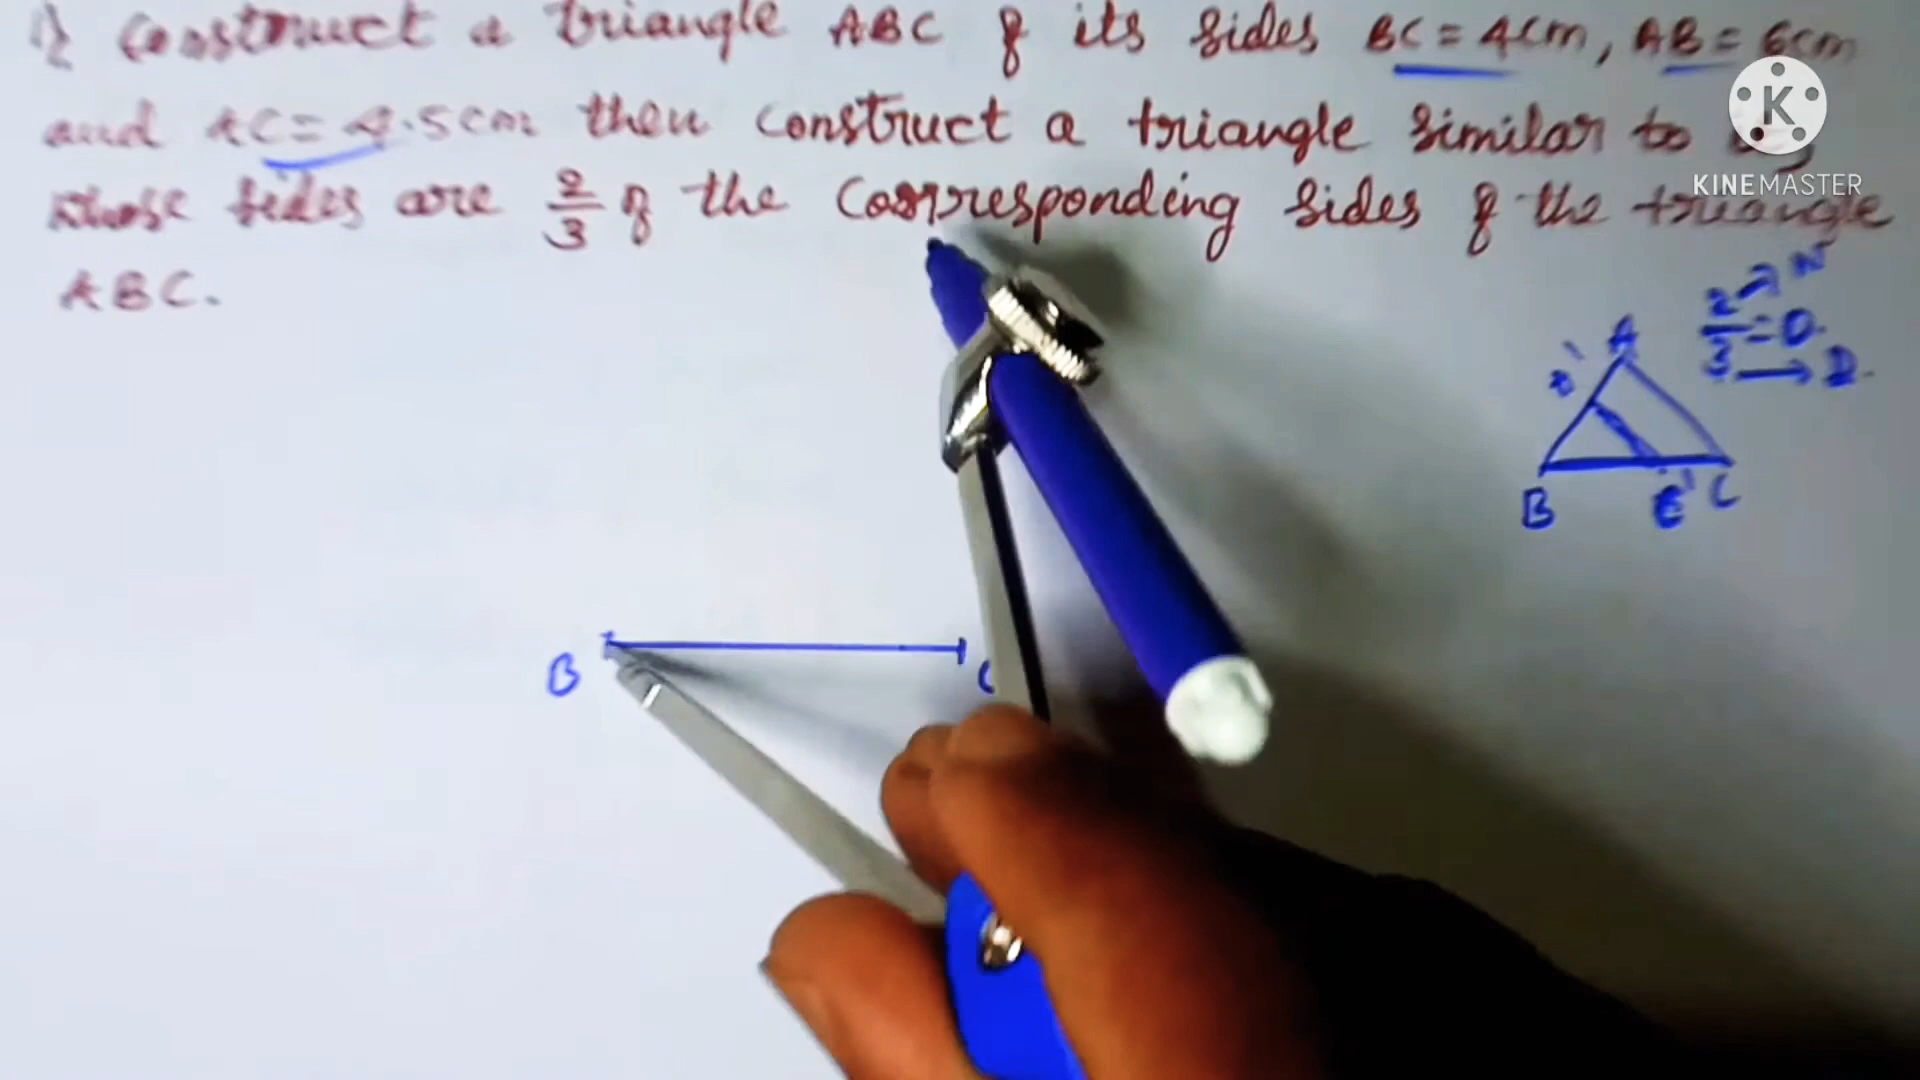 Construct a triangle ABC of its sides BC = 4cm, AB = 6cm
and AC = 4.5cm then construct a triangle similar to
whose sides are 2/3 of the Corrresponding sides of the triangle
ABC.
K
KINEMASTER
2/3 = D
N
A
B
C
B
C